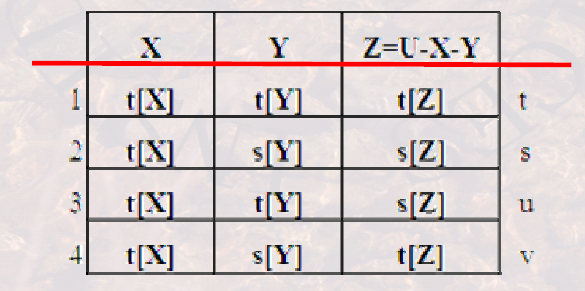 X Y Z=U-X-Y
1 t[X] t[Y] t[Z] t
2 t[X] s[Y] s[Z] s
3 t[X] t[Y] s[Z] u
4 t[X] s[Y] t[Z] v